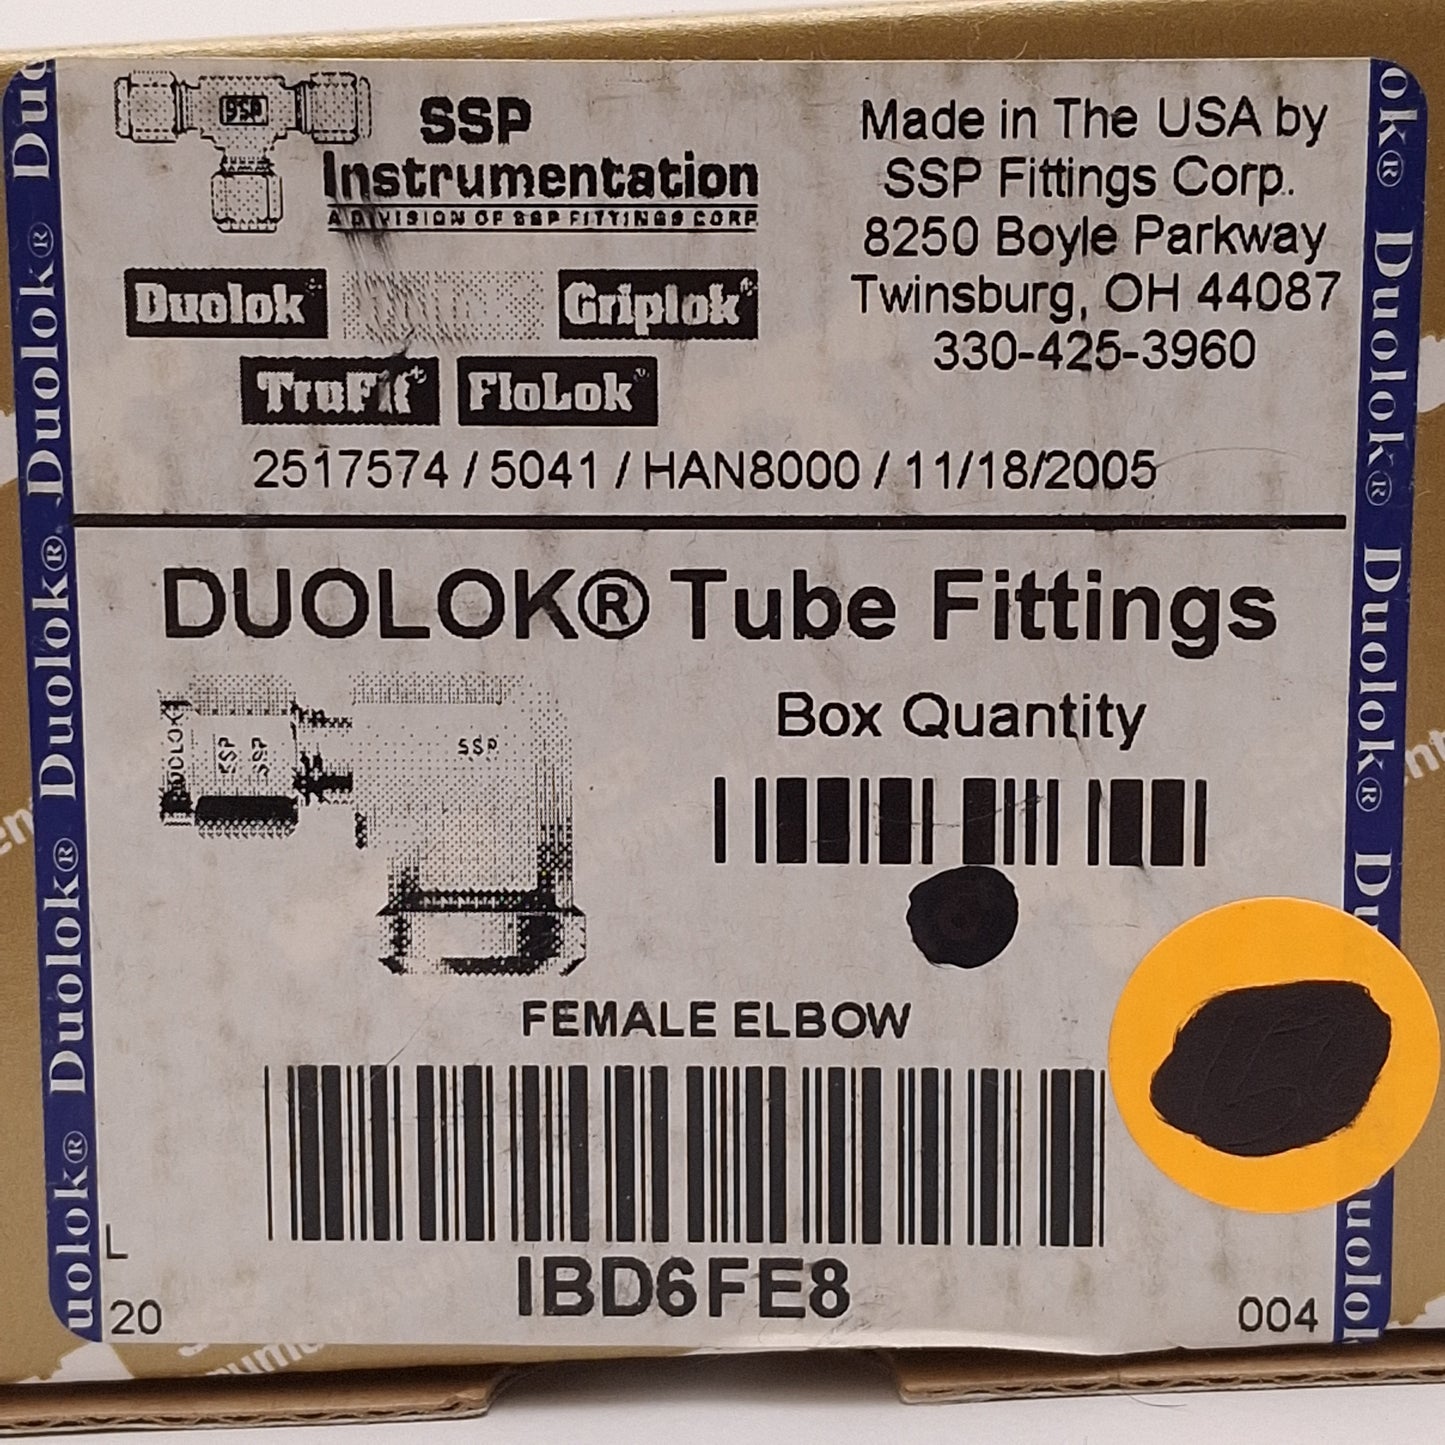 SSP
SSP
Instrumentation
A DIVISION OF SSP FITTINGS CORP
Duolok®
Griplok®
TruFit®
FloLok®
Made in The USA by
SSP Fittings Corp.
8250 Boyle Parkway
Twinsburg, OH 44087
330-425-3960
2517574 / 5041 / HAN8000 / 11/18/2005
DUOLOK® Tube Fittings
DUOLOK
SSP
SSP
SSP
Box Quantity
FEMALE ELBOW
IBD6FE8
L
20
004
Duolok® Duolok® Duolok® Duolok®
Duolok® Duolok®